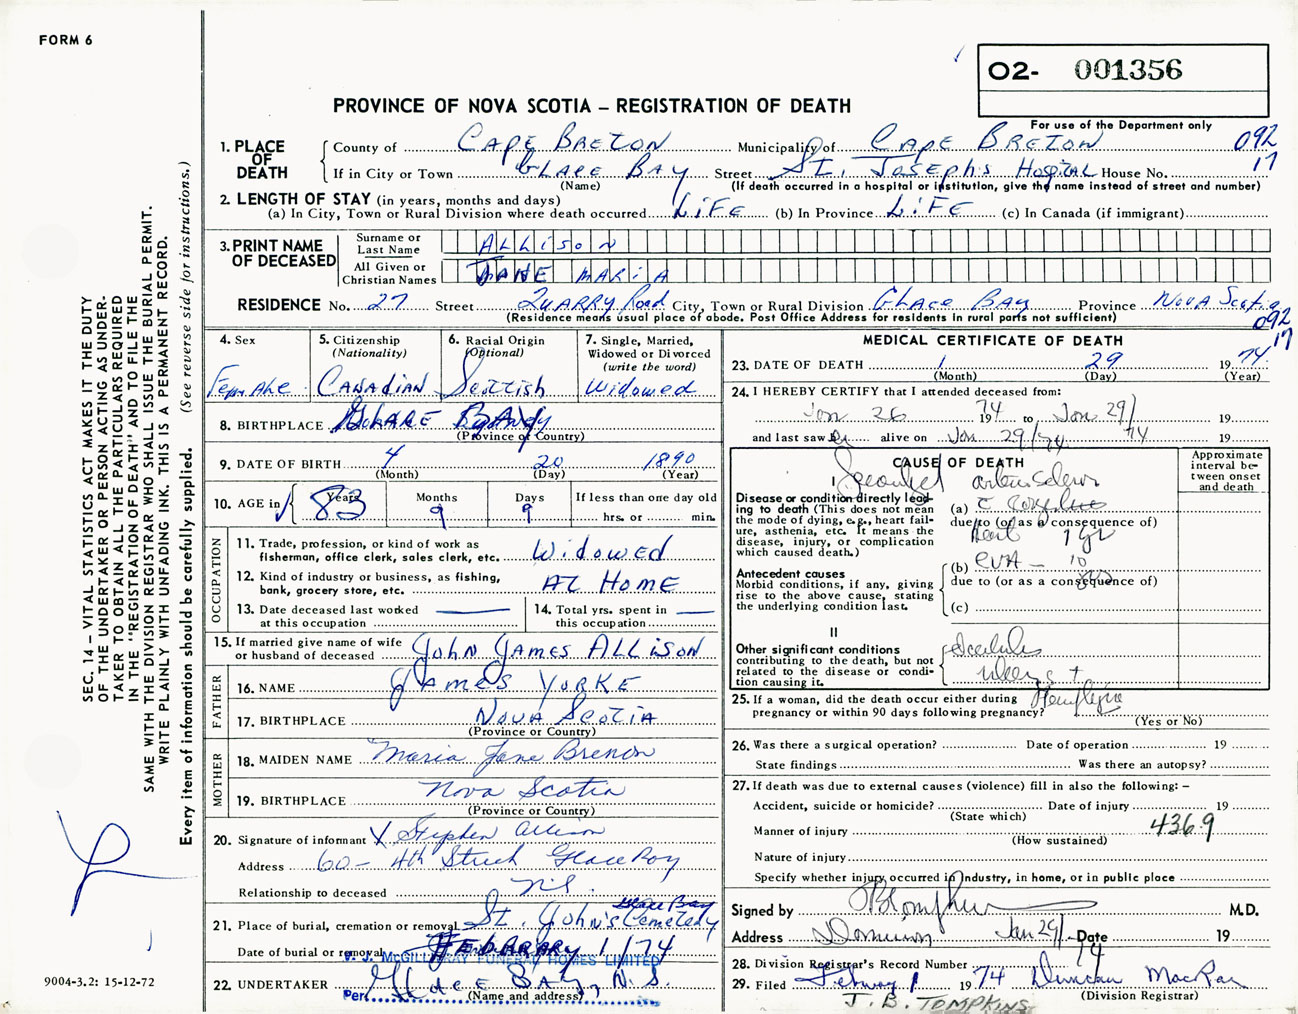 FORM 6
O2- 001356
PROVINCE OF NOVA SCOTIA – REGISTRATION OF DEATH
For use of the Department only
092
17
1. PLACE OF DEATH
County of CAPE BRETON Municipality of CAPE BRETON
If in City or Town GLACE BAY Street St. Joseph's Hospital House No.
(Name) (If death occurred in a hospital or institution, give the name instead of street and number)
2. LENGTH OF STAY (in years, months and days)
(a) In City, Town or Rural Division where death occurred LIFE (b) In Province LIFE (c) In Canada (if immigrant)
3. PRINT NAME OF DECEASED
Surname or Last Name ALLISON
All Given or Christian Names JANE MARIA
RESIDENCE No. 27 Street QUARRY Road City, Town or Rural Division GLACE BAY Province NOVA Scotia
(Residence means usual place of abode. Post Office Address for residents in rural parts not sufficient)
092
17
4. Sex Female
5. Citizenship (Nationality) CANADIAN
6. Racial Origin (Optional) Scottish
7. Single, Married, Widowed or Divorced (write the word) Widowed
8. BIRTHPLACE GLACE BAY
(Province or Country)
9. DATE OF BIRTH 4 20 1890
(Month) (Day) (Year)
10. AGE in Years 83 Months 9 Days 9 If less than one day old
hrs. or min.
OCCUPATION
11. Trade, profession, or kind of work as fisherman, office clerk, sales clerk, etc. WIDOWED
12. Kind of industry or business, as fishing, bank, grocery store, etc. AT HOME
13. Date deceased last worked at this occupation
14. Total yrs. spent in this occupation
15. If married give name of wife or husband of deceased JOHN JAMES ALLISON
FATHER
16. NAME JAMES YORKE
17. BIRTHPLACE NOVA SCOTIA
(Province or Country)
MOTHER
18. MAIDEN NAME Maria Jane
19. BIRTHPLACE Nova Scotia
(Province or Country)
20. Signature of informant X Stephen Allison
Address 60 - 4th Street Glace Bay
Relationship to deceased Nil.
21. Place of burial, cremation or removal St. John's Cemetery Glace Bay
Date of burial or removal FEBRARY 1/74
J. J. McGILLIVRAY FUNERAL HOMES LIMITED
22. UNDERTAKER Glace Bay, N.S.
Per (Name and address)
MEDICAL CERTIFICATE OF DEATH
23. DATE OF DEATH 1 29 1974
(Month) (Day) (Year)
24. I HEREBY CERTIFY that I attended deceased from:
Jan 26 1974 to Jan 29/ 74 19
and last saw alive on Jan 29/74 19
CAUSE OF DEATH
Approximate interval between onset and death
I
Disease or condition directly leading to death (This does not mean the mode of dying, e.g., heart failure, asthenia, etc. It means the disease, injury, or complication which caused death.)
(a)
due to (or as a consequence of)
1 yr
Antecedent causes
Morbid conditions, if any, giving rise to the above cause, stating the underlying condition last.
(b) CVA – 10
due to (or as a consequence of)
(c)
II
Other significant conditions contributing to the death, but not related to the disease or condition causing it.
Ulcers +
25. If a woman, did the death occur either during pregnancy or within 90 days following pregnancy?
(Yes or No)
26. Was there a surgical operation? Date of operation 19
State findings Was there an autopsy?
27. If death was due to external causes (violence) fill in also the following: –
Accident, suicide or homicide? Date of injury 19
(State which)
Manner of injury 436.9
(How sustained)
Nature of injury
Specify whether injury occurred in industry, in home, or in public place
Signed by M.D.
Address Dominion Jan 29/74 Date 19
28. Division Registrar's Record Number
29. Filed February 1 1974 Duncan MacRae
(Division Registrar)
J. B. TOMPKINS
SEC. 14 – VITAL STATISTICS ACT MAKES IT THE DUTY
OF THE UNDERTAKER OR PERSON ACTING AS UNDER-
TAKER TO OBTAIN ALL THE PARTICULARS REQUIRED
IN THE "REGISTRATION OF DEATH" AND TO FILE THE
SAME WITH THE DIVISION REGISTRAR WHO SHALL ISSUE THE BURIAL PERMIT.
WRITE PLAINLY WITH UNFADING INK. THIS IS A PERMANENT RECORD.
Every item of information should be carefully supplied. (See reverse side for instructions.)
9004-3.2: 15-12-72